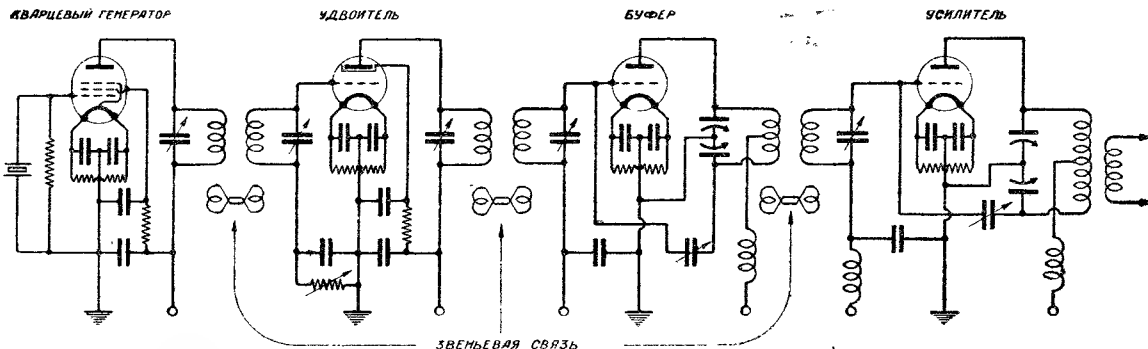 КВАРЦЕВЫЙ ГЕНЕРАТОР
УДВОИТЕЛЬ
БУФЕР
УСИЛИТЕЛЬ
ЗВЕНЬЕВАЯ СВЯЗЬ